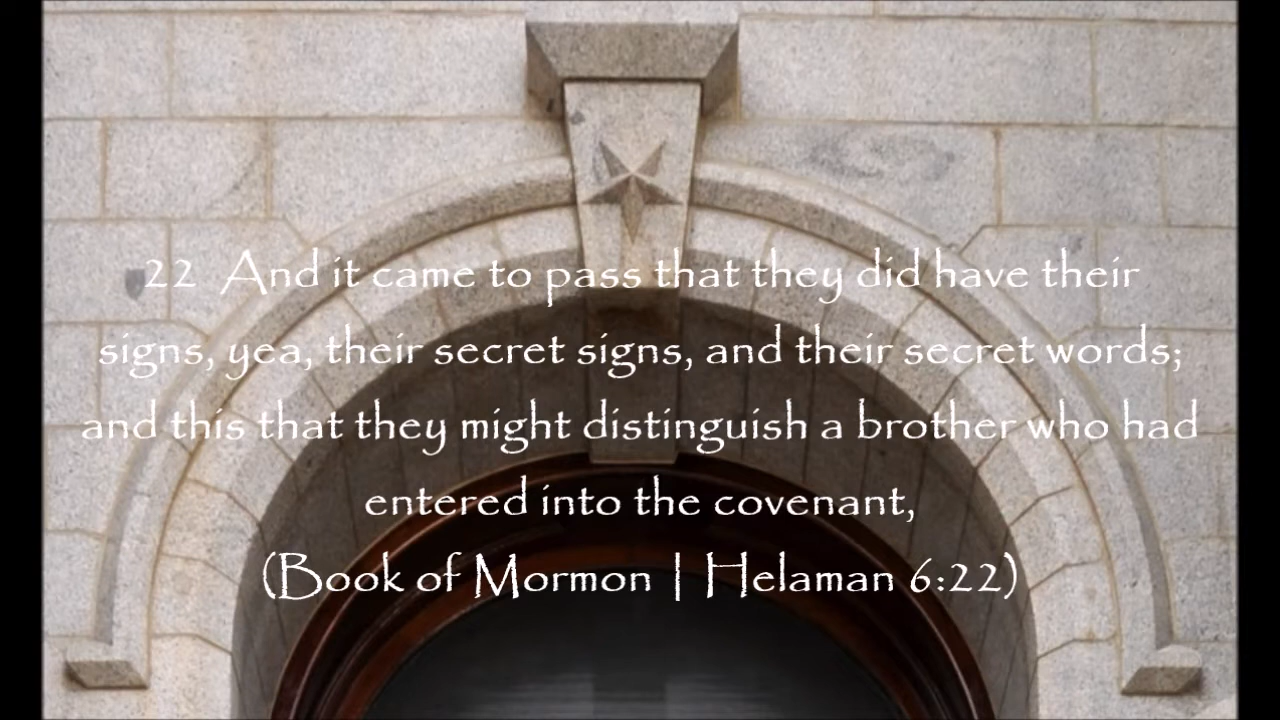 22 And it came to pass that they did have their
signs, yea, their secret signs, and their secret words;
and this that they might distinguish a brother who had
entered into the covenant,
(Book of Mormon | Helaman 6:22)